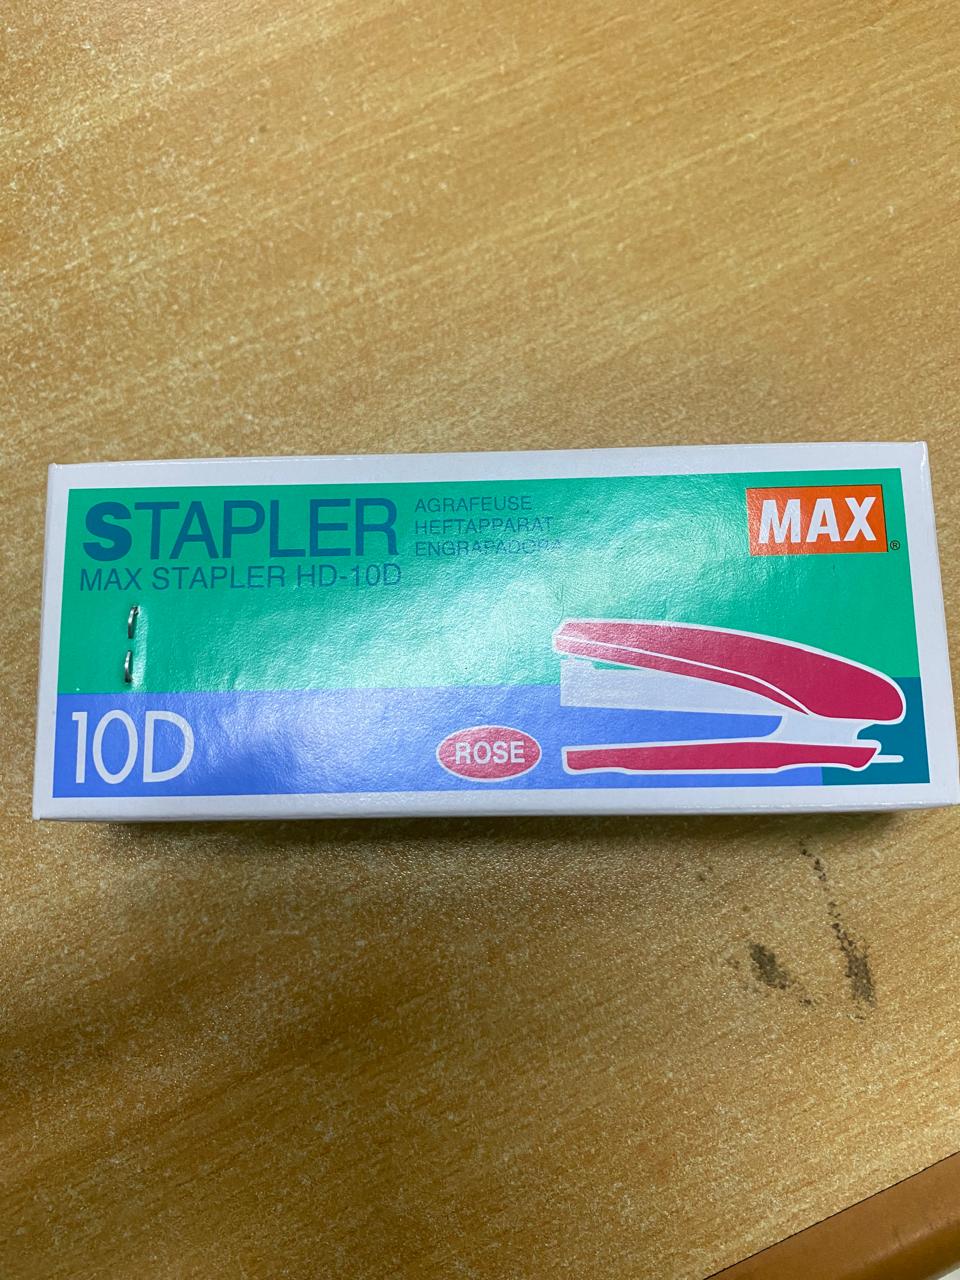 STAPLER
AGRAFEUSE
HEFTAPPARAT
ENGRAPADORA
MAX STAPLER HD-10D
MAX®
10D
ROSE